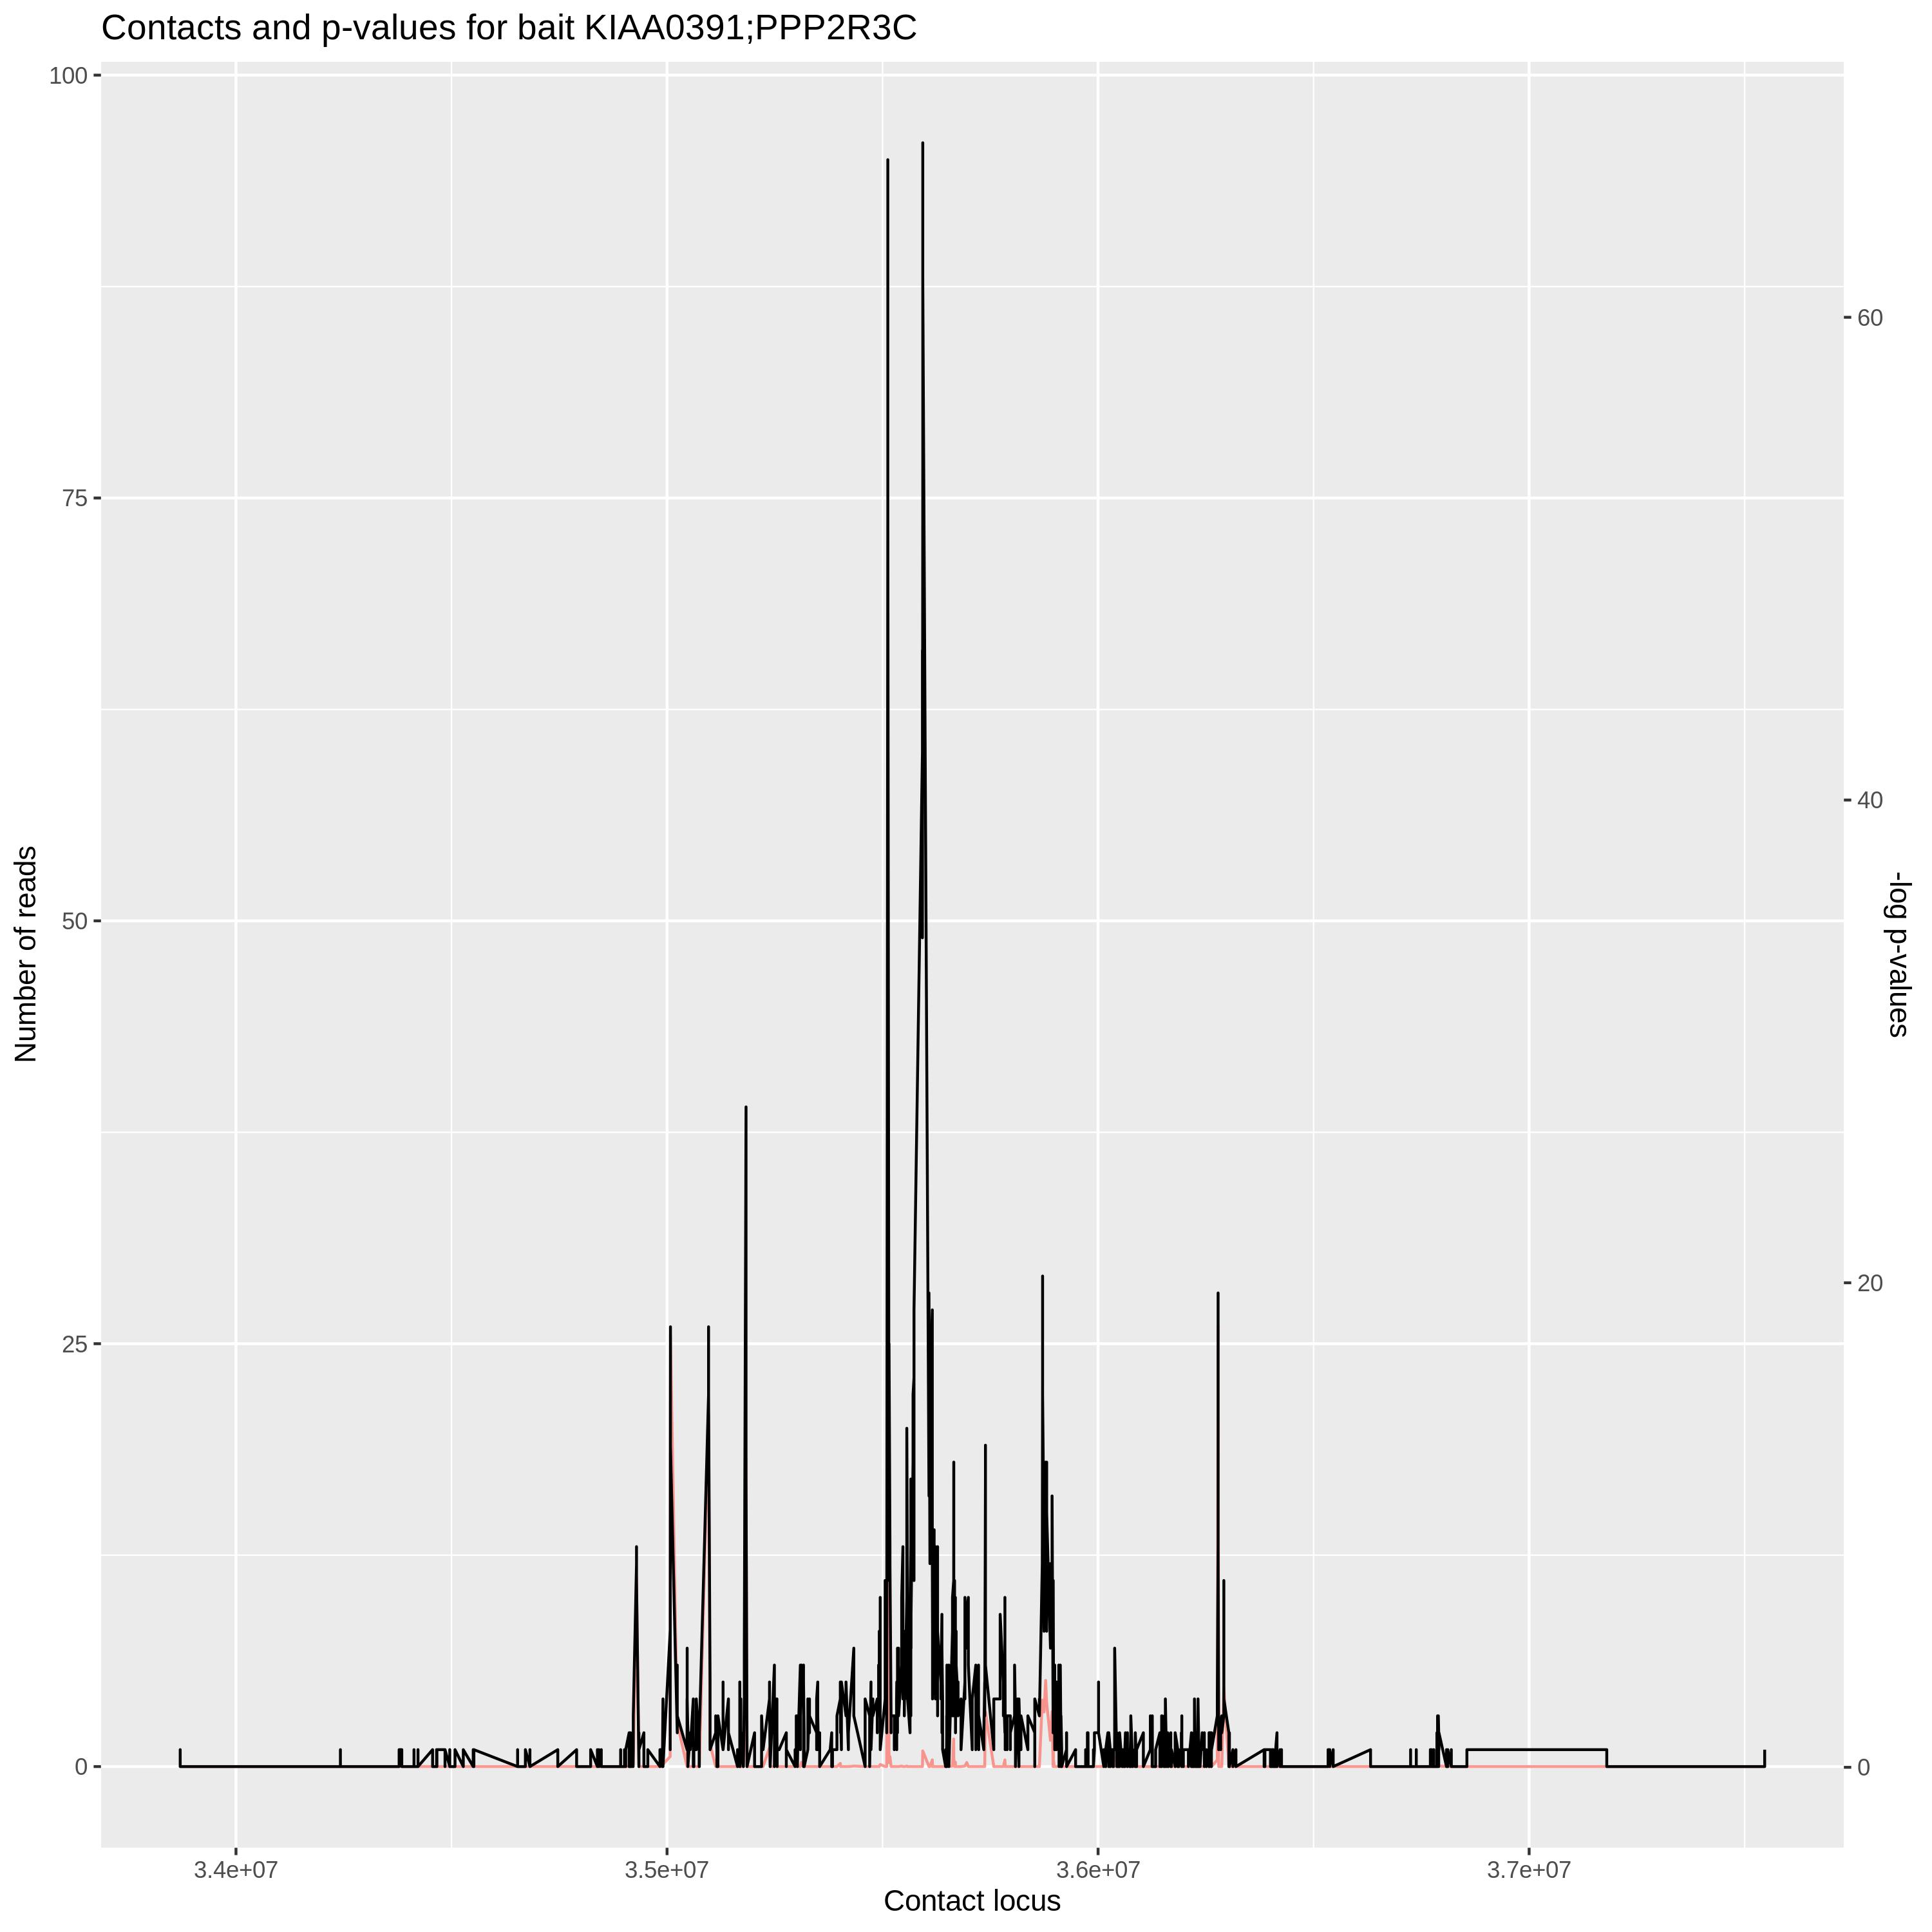 Contacts and p-values for bait KIAA0391;PPP2R3C
100
75
50
25
0
Number of reads
60
40
20
0
-log p-values
3.4e+07
3.5e+07
3.6e+07
3.7e+07
Contact locus